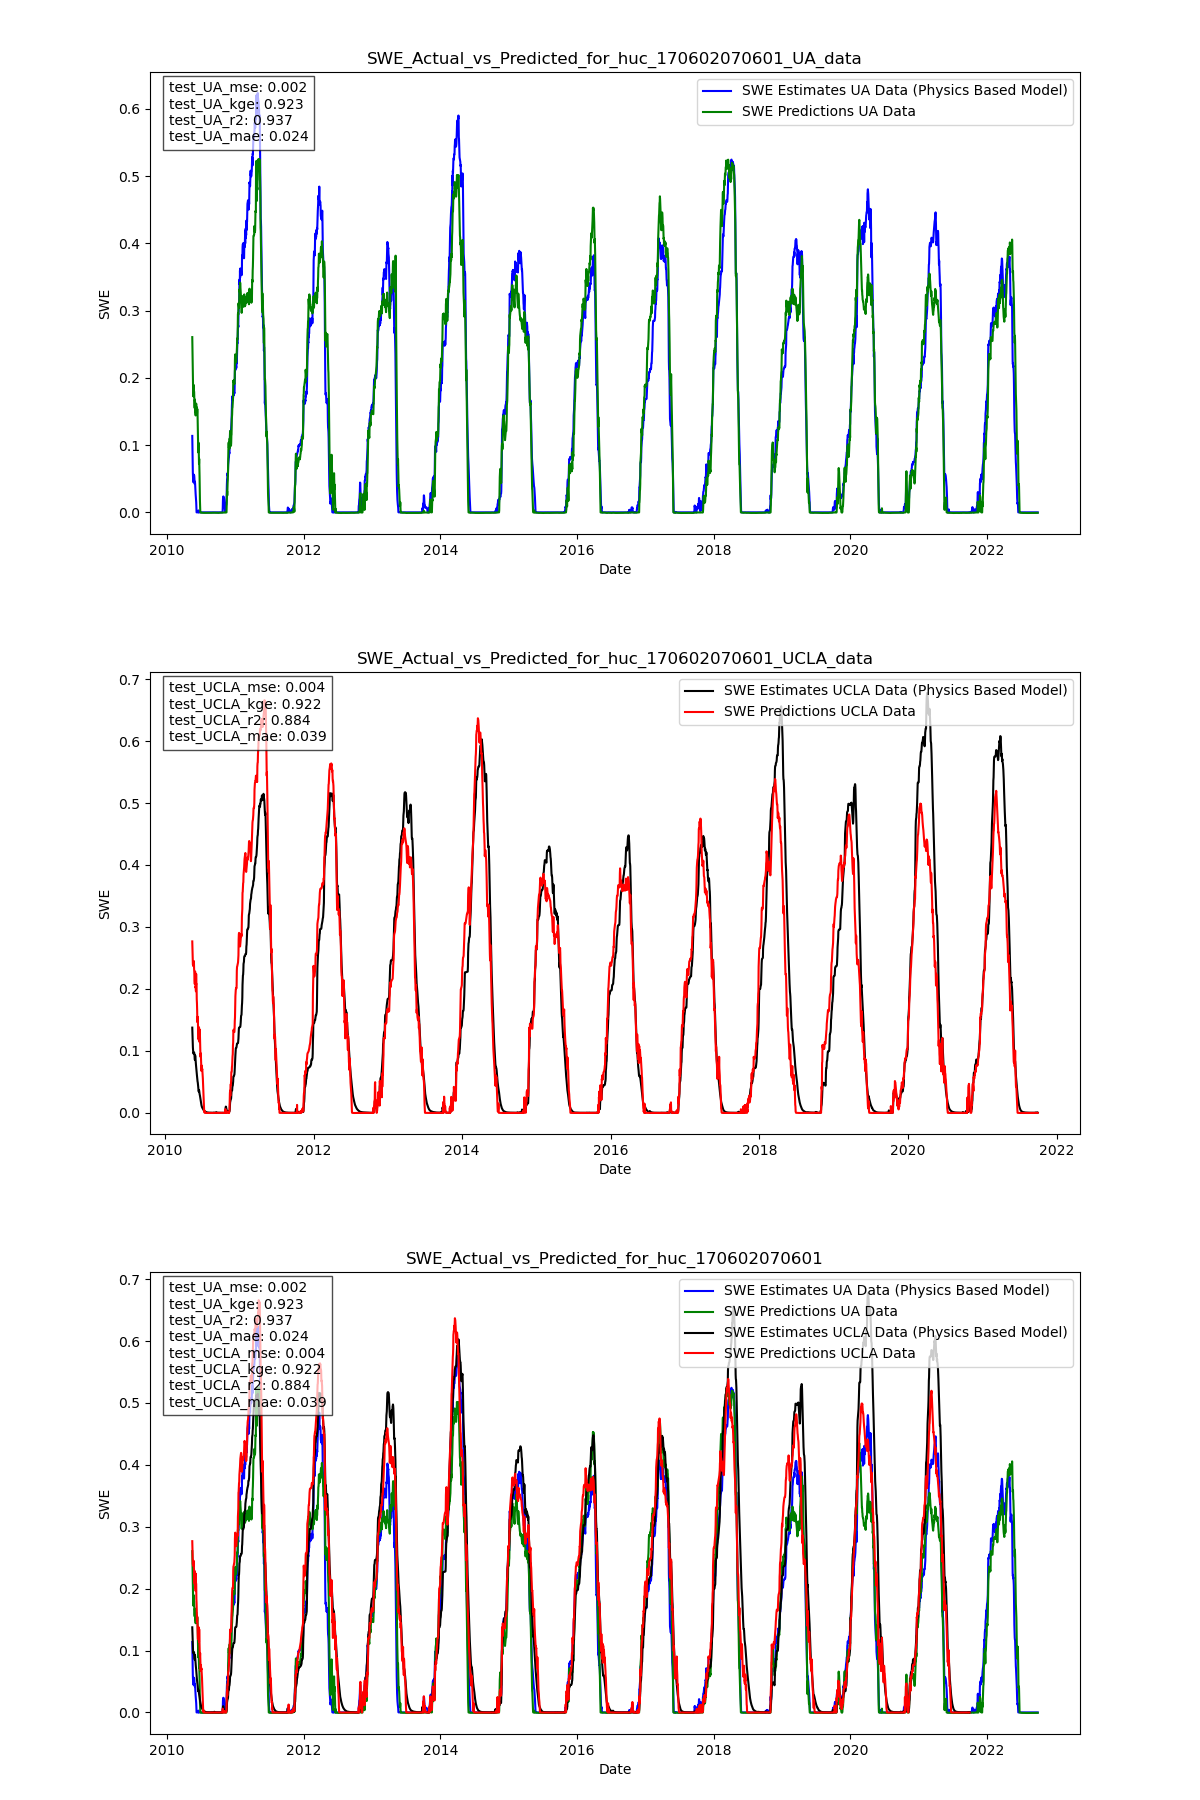 SWE_Actual_vs_Predicted_for_huc_170602070601_UA_data
test_UA_mse: 0.002
test_UA_kge: 0.923
test_UA_r2: 0.937
test_UA_mae: 0.024
SWE Estimates UA Data (Physics Based Model)
SWE Predictions UA Data
0.6
0.5
0.4
0.3
0.2
0.1
0.0
SWE
2010 2012 2014 2016 2018 2020 2022
Date
SWE_Actual_vs_Predicted_for_huc_170602070601_UCLA_data
test_UCLA_mse: 0.004
test_UCLA_kge: 0.922
test_UCLA_r2: 0.884
test_UCLA_mae: 0.039
SWE Estimates UCLA Data (Physics Based Model)
SWE Predictions UCLA Data
0.7
0.6
0.5
0.4
0.3
0.2
0.1
0.0
SWE
2010 2012 2014 2016 2018 2020 2022
Date
SWE_Actual_vs_Predicted_for_huc_170602070601
test_UA_mse: 0.002
test_UA_kge: 0.923
test_UA_r2: 0.937
test_UA_mae: 0.024
test_UCLA_mse: 0.004
test_UCLA_kge: 0.922
test_UCLA_r2: 0.884
test_UCLA_mae: 0.039
SWE Estimates UA Data (Physics Based Model)
SWE Predictions UA Data
SWE Estimates UCLA Data (Physics Based Model)
SWE Predictions UCLA Data
0.7
0.6
0.5
0.4
0.3
0.2
0.1
0.0
SWE
2010 2012 2014 2016 2018 2020 2022
Date